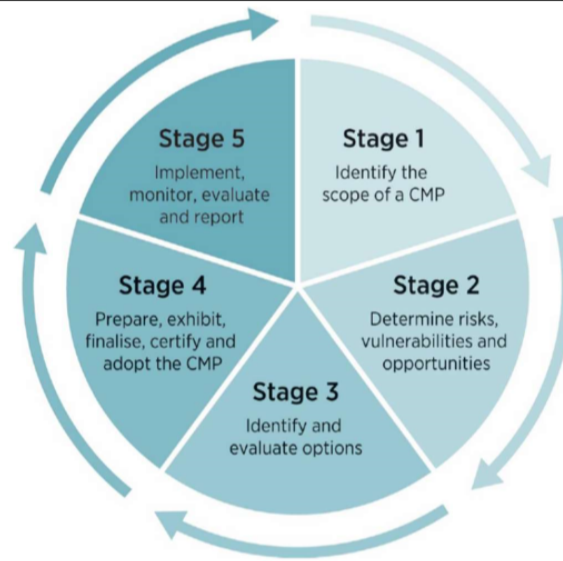 Stage 1
Identify the
scope of a CMP
Stage 2
Determine risks,
vulnerabilities and
opportunities
Stage 3
Identify and
evaluate options
Stage 4
Prepare, exhibit,
finalise, certify and
adopt the CMP
Stage 5
Implement,
monitor, evaluate
and report